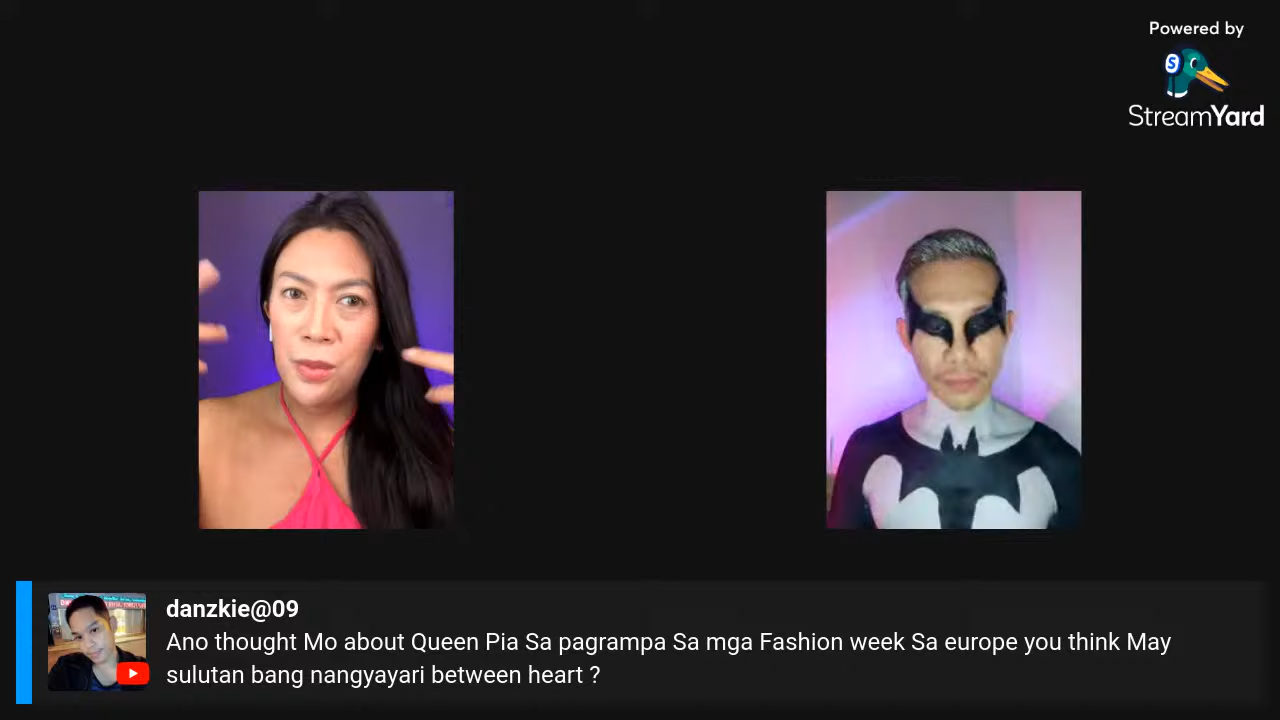 Powered by
S
StreamYard
danzkie@09
Ano thought Mo about Queen Pia Sa pagrampa Sa mga Fashion week Sa europe you think May
sulutan bang nangyayari between heart ?